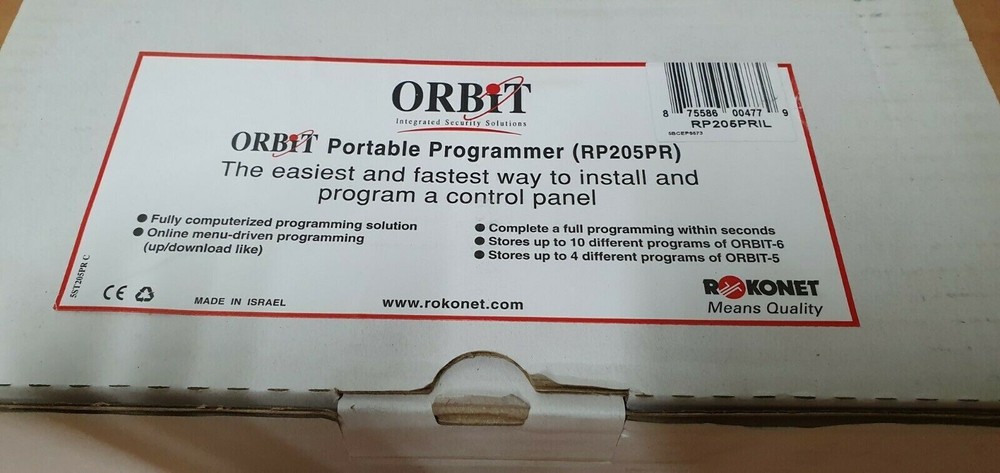 ORBiT
Integrated Security Solutions
8 75586 00477 9
RP205PRIL
5BCEP0473
ORBiT Portable Programmer (RP205PR)
The easiest and fastest way to install and
program a control panel
● Fully computerized programming solution
● Online menu-driven programming
(up/download like)
● Complete a full programming within seconds
● Stores up to 10 different programs of ORBIT-6
● Stores up to 4 different programs of ORBIT-5
5ST205PR C
CE
MADE IN ISRAEL
www.rokonet.com
ROKONET
Means Quality